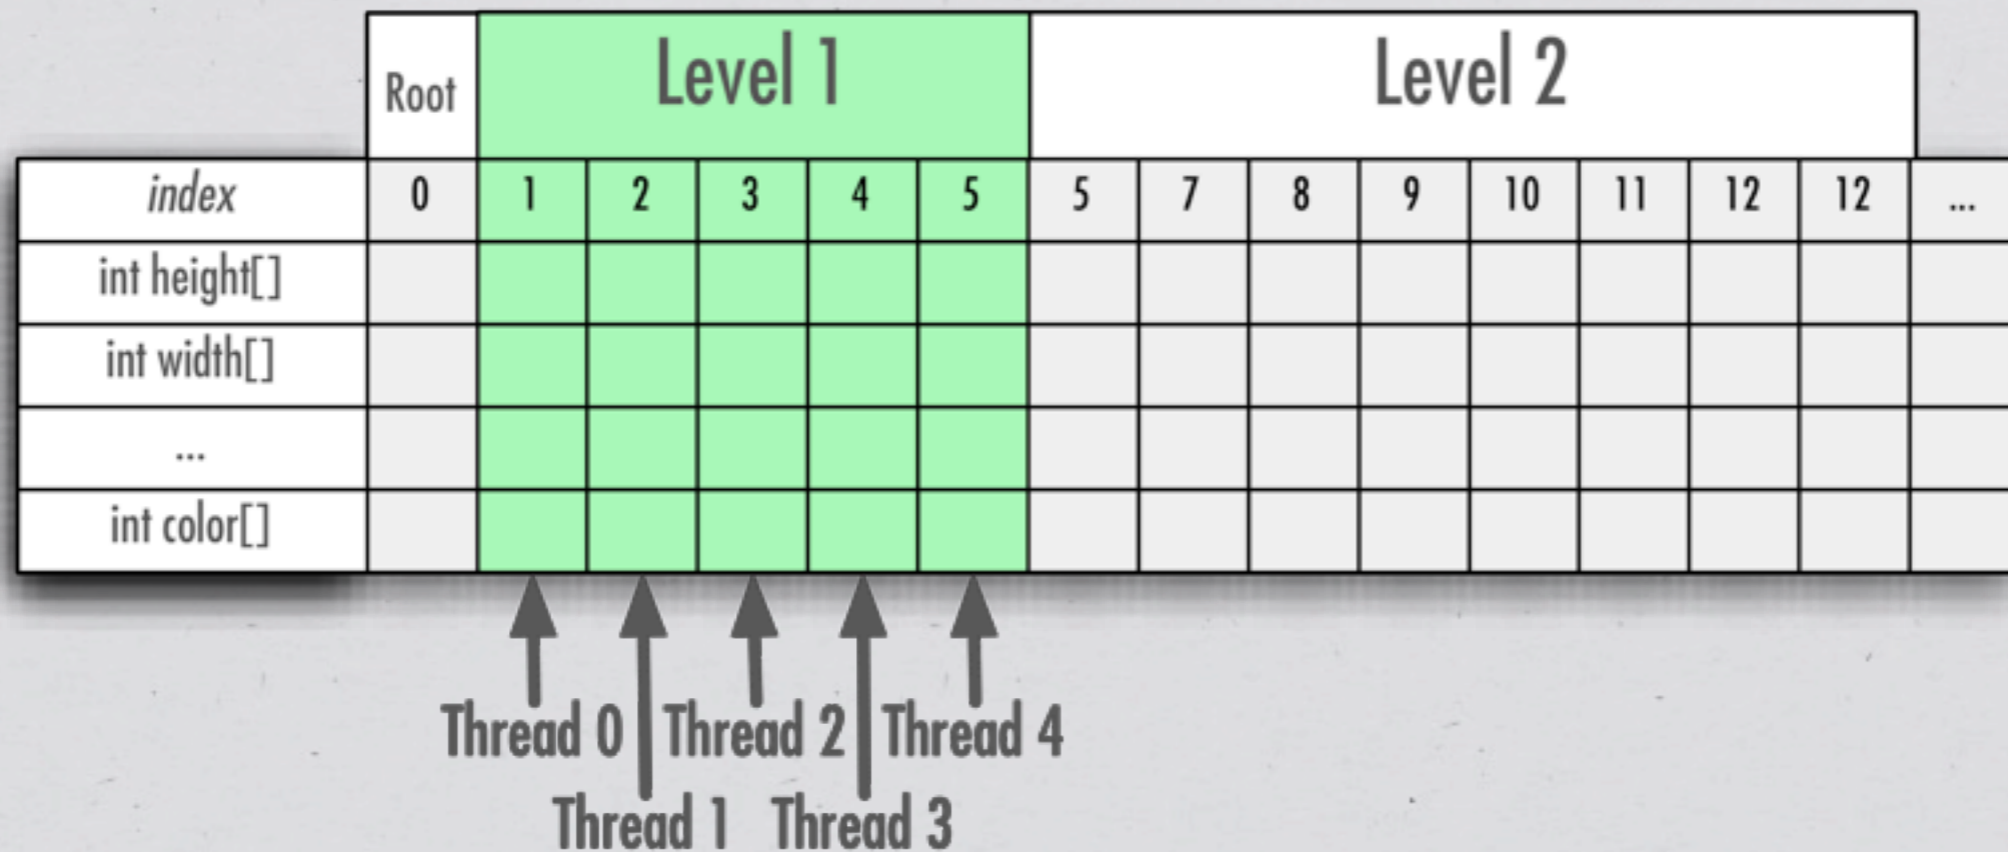 Root Level 1 Level 2
index 0 1 2 3 4 5 5 7 8 9 10 11 12 12 ...
int height[]
int width[]
...
int color[]
Thread 0 Thread 2 Thread 4
Thread 1 Thread 3